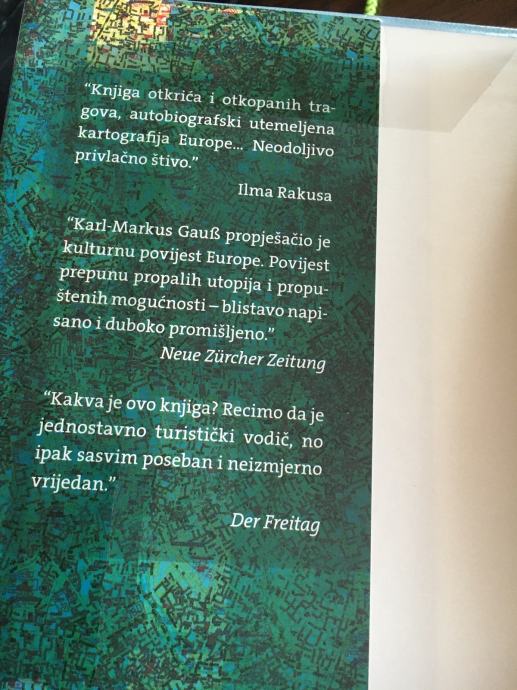 “Knjiga otkrića i otkopanih tra-
gova, autobiografski utemeljena
kartografija Europe... Neodoljivo
privlačno štivo.”
Ilma Rakusa
“Karl-Markus Gauß propješačio je
kulturnu povijest Europe. Povijest
prepunu propalih utopija i propu-
štenih mogućnosti – blistavo napi-
sano i duboko promišljeno.”
Neue Zürcher Zeitung
“Kakva je ovo knjiga? Recimo da je
jednostavno turistički vodič, no
ipak sasvim poseban i neizmjerno
vrijedan.”
Der Freitag